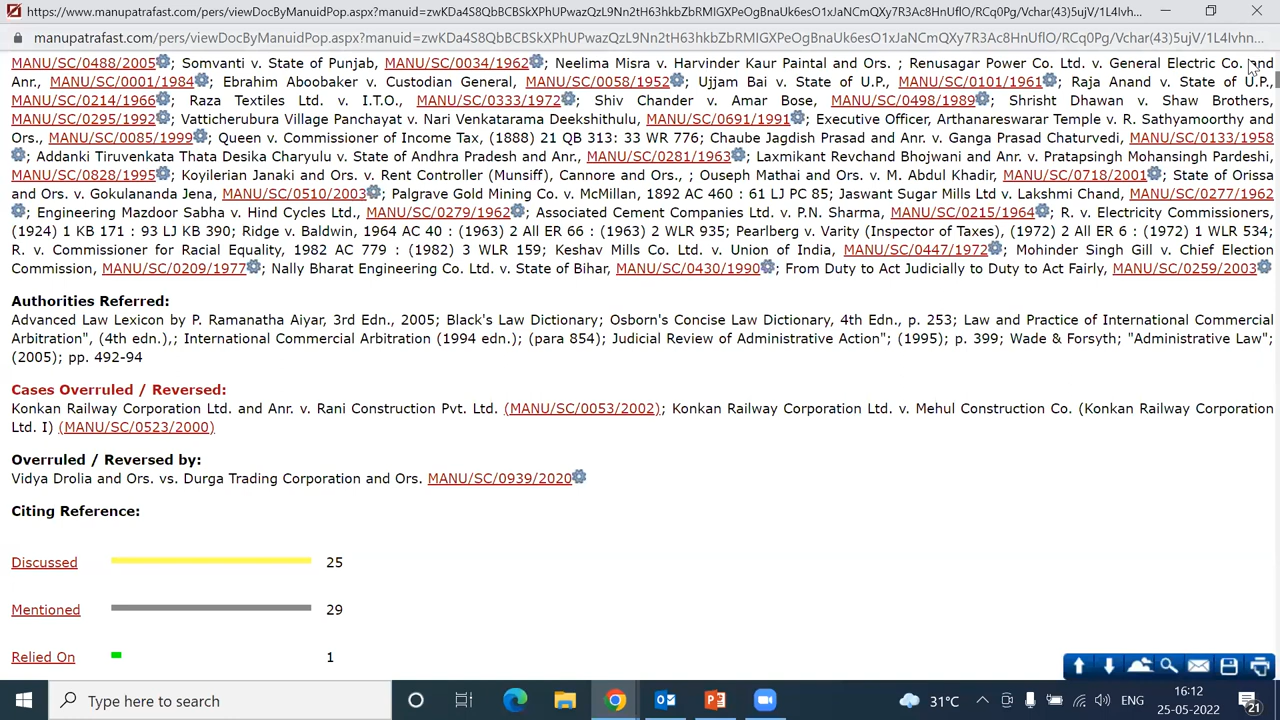 https://www.manupatrafast.com/pers/viewDocByManuidPop.aspx?manuid=zwKDa4S8QbBCBSkXPhUPwazQzL9Nn2tH63hkbZbRMIGXPeOgBnaUk6esO1xJaNCmQXy7R3Ac8HnUflO/RCq0Pg/Vchar(43)5ujV/1L4Ivh...
manupatrafast.com/pers/viewDocByManuidPop.aspx?manuid=zwKDa4S8QbBCBSkXPhUPwazQzL9Nn2tH63hkbZbRMIGXPeOgBnaUk6esO1xJaNCmQXy7R3Ac8HnUflO/RCq0Pg/Vchar(43)5ujV/1L4Ivhn...
MANU/SC/0488/2005; Somvanti v. State of Punjab, MANU/SC/0034/1962; Neelima Misra v. Harvinder Kaur Paintal and Ors. ; Renusagar Power Co. Ltd. v. General Electric Co. and
Anr., MANU/SC/0001/1984; Ebrahim Aboobaker v. Custodian General, MANU/SC/0058/1952; Ujjam Bai v. State of U.P., MANU/SC/0101/1961; Raja Anand v. State of U.P.,
MANU/SC/0214/1966; Raza Textiles Ltd. v. I.T.O., MANU/SC/0333/1972; Shiv Chander v. Amar Bose, MANU/SC/0498/1989; Shrisht Dhawan v. Shaw Brothers,
MANU/SC/0295/1992; Vatticherubura Village Panchayat v. Nari Venkatarama Deekshithulu, MANU/SC/0691/1991; Executive Officer, Arthanareswarar Temple v. R. Sathyamoorthy and
Ors., MANU/SC/0085/1999; Queen v. Commissioner of Income Tax, (1888) 21 QB 313: 33 WR 776; Chaube Jagdish Prasad and Anr. v. Ganga Prasad Chaturvedi, MANU/SC/0133/1958
; Addanki Tiruvenkata Thata Desika Charyulu v. State of Andhra Pradesh and Anr., MANU/SC/0281/1963; Laxmikant Revchand Bhojwani and Anr. v. Pratapsingh Mohansingh Pardeshi,
MANU/SC/0828/1995; Koyilerian Janaki and Ors. v. Rent Controller (Munsiff), Cannore and Ors., ; Ouseph Mathai and Ors. v. M. Abdul Khadir, MANU/SC/0718/2001; State of Orissa
and Ors. v. Gokulananda Jena, MANU/SC/0510/2003; Palgrave Gold Mining Co. v. McMillan, 1892 AC 460 : 61 LJ PC 85; Jaswant Sugar Mills Ltd v. Lakshmi Chand, MANU/SC/0277/1962
; Engineering Mazdoor Sabha v. Hind Cycles Ltd., MANU/SC/0279/1962; Associated Cement Companies Ltd. v. P.N. Sharma, MANU/SC/0215/1964; R. v. Electricity Commissioners,
(1924) 1 KB 171 : 93 LJ KB 390; Ridge v. Baldwin, 1964 AC 40 : (1963) 2 All ER 66 : (1963) 2 WLR 935; Pearlberg v. Varity (Inspector of Taxes), (1972) 2 All ER 6 : (1972) 1 WLR 534;
R. v. Commissioner for Racial Equality, 1982 AC 779 : (1982) 3 WLR 159; Keshav Mills Co. Ltd. v. Union of India, MANU/SC/0447/1972; Mohinder Singh Gill v. Chief Election
Commission, MANU/SC/0209/1977; Nally Bharat Engineering Co. Ltd. v. State of Bihar, MANU/SC/0430/1990; From Duty to Act Judicially to Duty to Act Fairly, MANU/SC/0259/2003
Authorities Referred:
Advanced Law Lexicon by P. Ramanatha Aiyar, 3rd Edn., 2005; Black's Law Dictionary; Osborn's Concise Law Dictionary, 4th Edn., p. 253; Law and Practice of International Commercial
Arbitration", (4th edn.),; International Commercial Arbitration (1994 edn.); (para 854); Judicial Review of Administrative Action"; (1995); p. 399; Wade & Forsyth; "Administrative Law";
(2005); pp. 492-94
Cases Overruled / Reversed:
Konkan Railway Corporation Ltd. and Anr. v. Rani Construction Pvt. Ltd. (MANU/SC/0053/2002); Konkan Railway Corporation Ltd. v. Mehul Construction Co. (Konkan Railway Corporation
Ltd. I) (MANU/SC/0523/2000)
Overruled / Reversed by:
Vidya Drolia and Ors. vs. Durga Trading Corporation and Ors. MANU/SC/0939/2020
Citing Reference:
Discussed 25
Mentioned 29
Relied On 1
Type here to search
31°C
ENG
16:12
25-05-2022
21